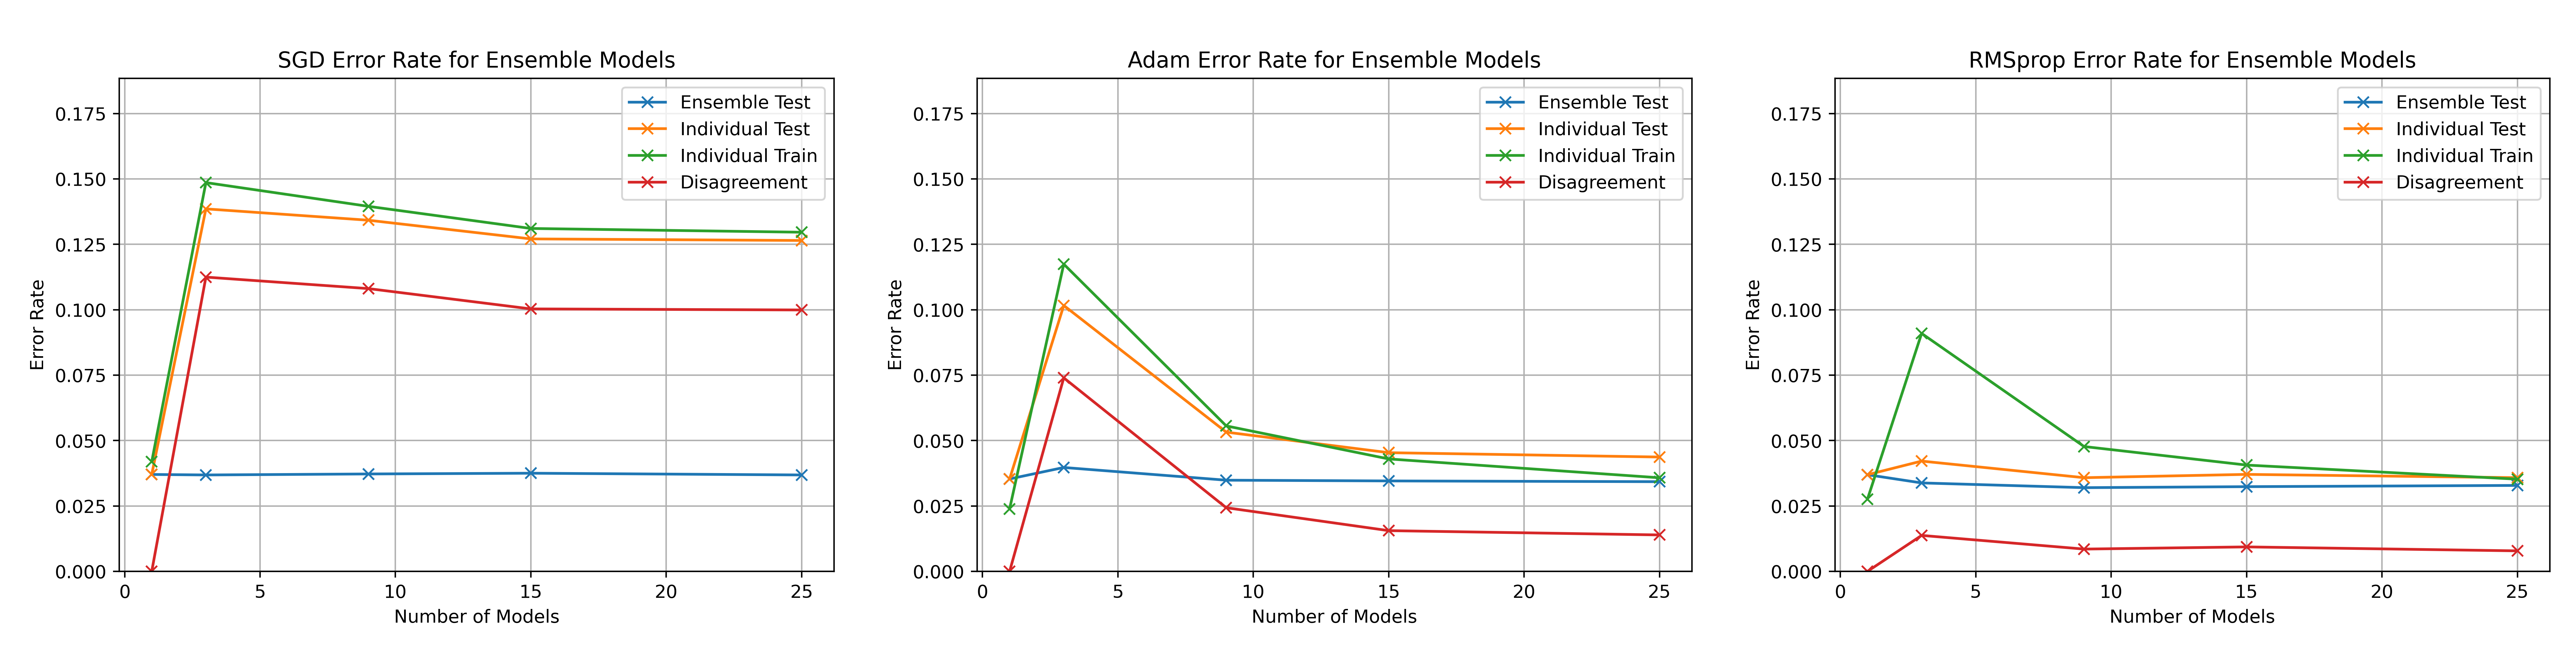 SGD Error Rate for Ensemble Models
Error Rate
0.175
0.150
0.125
0.100
0.075
0.050
0.025
0.000
Ensemble Test
Individual Test
Individual Train
Disagreement
0 5 10 15 20 25
Number of Models
Adam Error Rate for Ensemble Models
Error Rate
0.175
0.150
0.125
0.100
0.075
0.050
0.025
0.000
Ensemble Test
Individual Test
Individual Train
Disagreement
0 5 10 15 20 25
Number of Models
RMSprop Error Rate for Ensemble Models
Error Rate
0.175
0.150
0.125
0.100
0.075
0.050
0.025
0.000
Ensemble Test
Individual Test
Individual Train
Disagreement
0 5 10 15 20 25
Number of Models